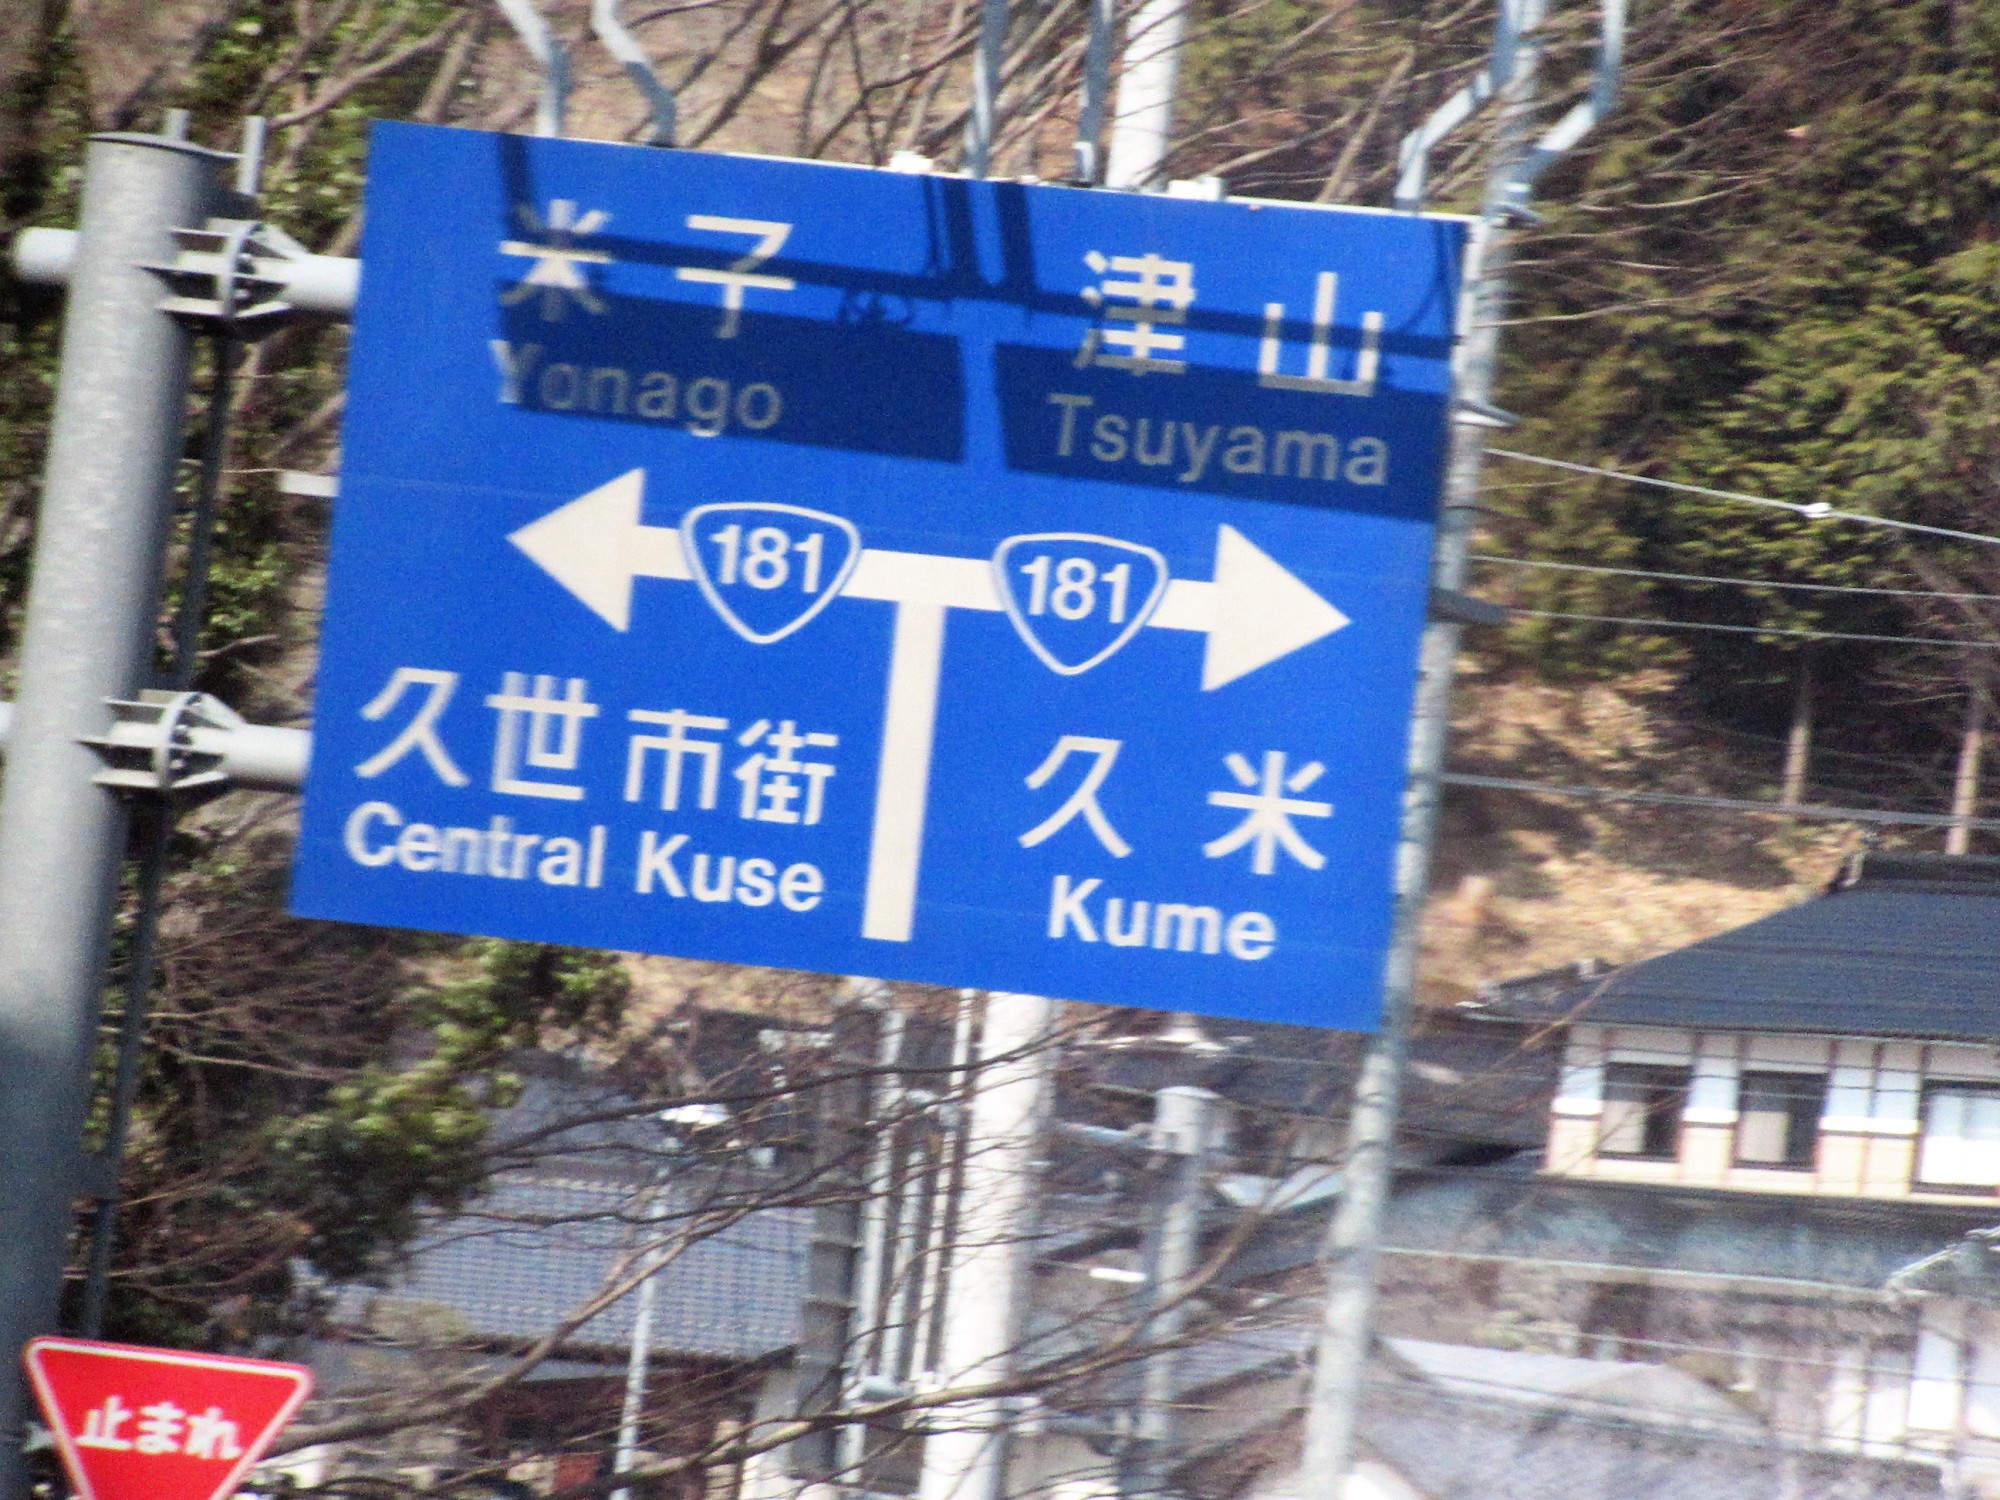 米子 津山
Yonago Tsuyama
181 181
久世市街 久米
Central Kuse Kume
止まれ